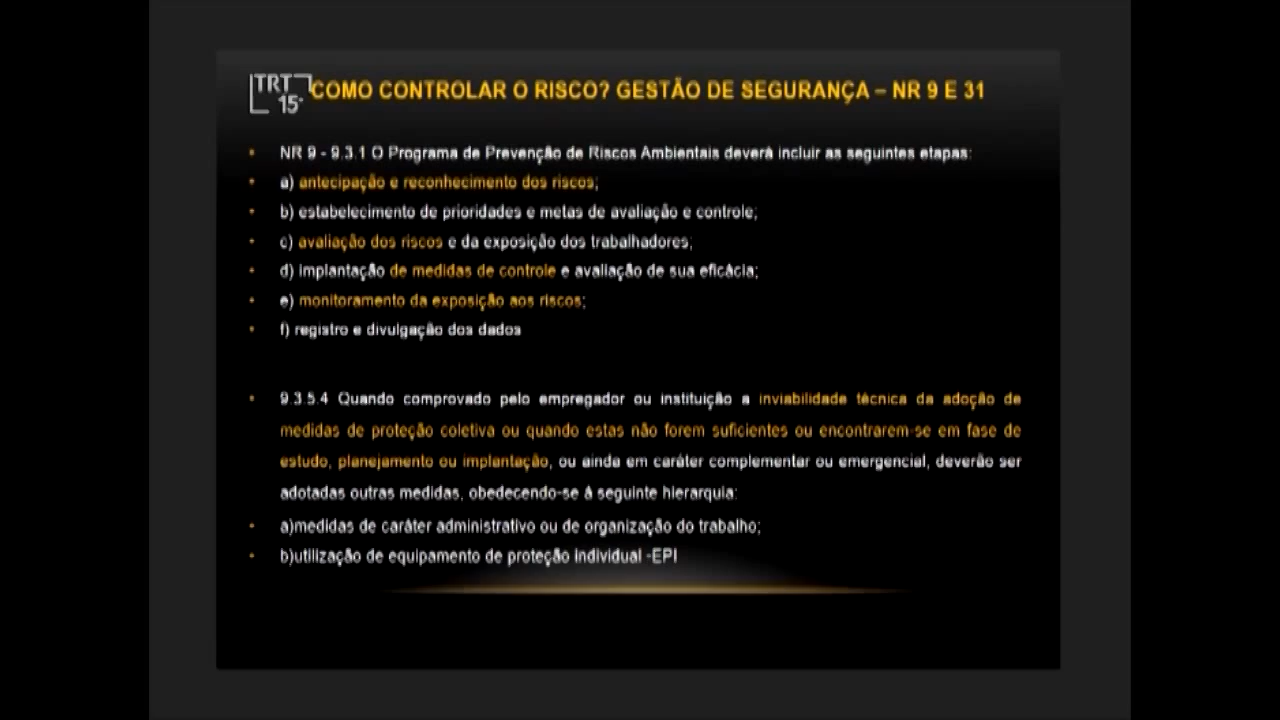 TRT
15ª
COMO CONTROLAR O RISCO? GESTÃO DE SEGURANÇA – NR 9 E 31
• NR 9 - 9.3.1 O Programa de Prevenção de Riscos Ambientais deverá incluir as seguintes etapas:
• a) antecipação e reconhecimento dos riscos;
• b) estabelecimento de prioridades e metas de avaliação e controle;
• c) avaliação dos riscos e da exposição dos trabalhadores;
• d) implantação de medidas de controle e avaliação de sua eficácia;
• e) monitoramento da exposição aos riscos;
• f) registro e divulgação dos dados
• 9.3.5.4 Quando comprovado pelo empregador ou instituição a inviabilidade técnica da adoção de
medidas de proteção coletiva ou quando estas não forem suficientes ou encontrarem-se em fase de
estudo, planejamento ou implantação, ou ainda em caráter complementar ou emergencial, deverão ser
adotadas outras medidas, obedecendo-se à seguinte hierarquia:
• a)medidas de caráter administrativo ou de organização do trabalho;
• b)utilização de equipamento de proteção individual -EPI